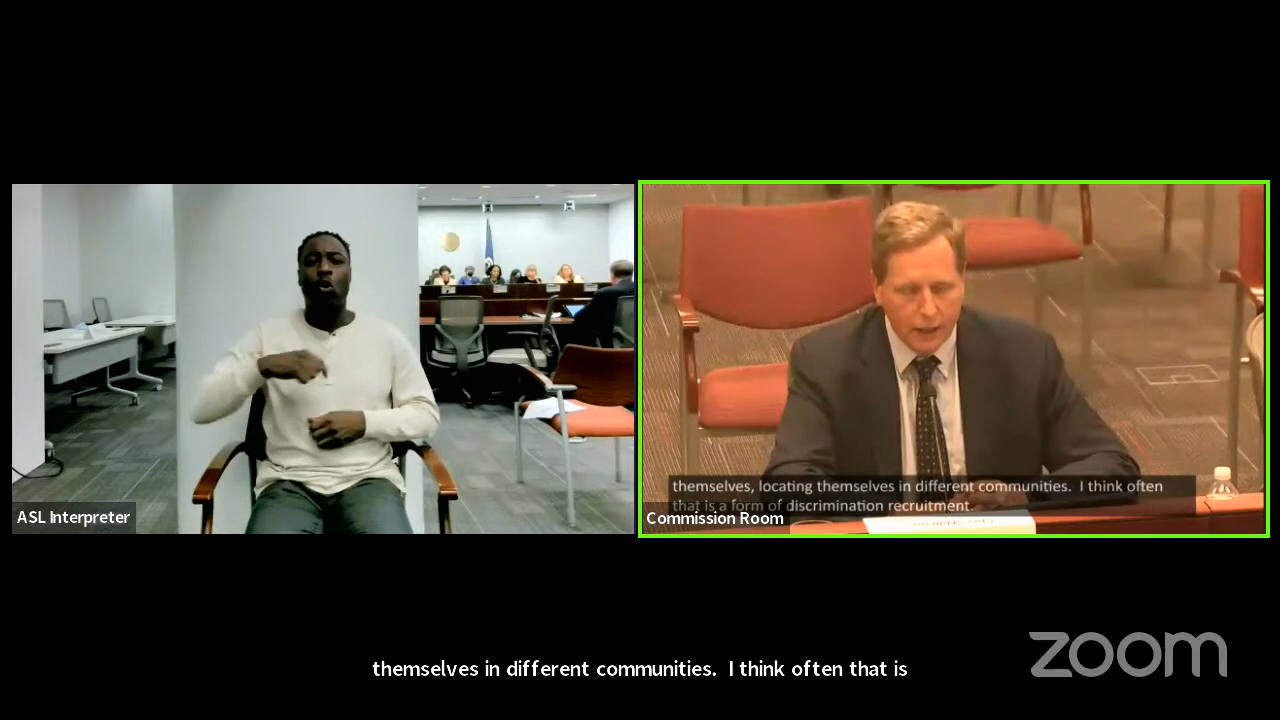 themselves, locating themselves in different communities.  I think often
that is a form of discrimination recruitment.
ASL Interpreter
Commission Room
themselves in different communities.  I think often that is
zoom